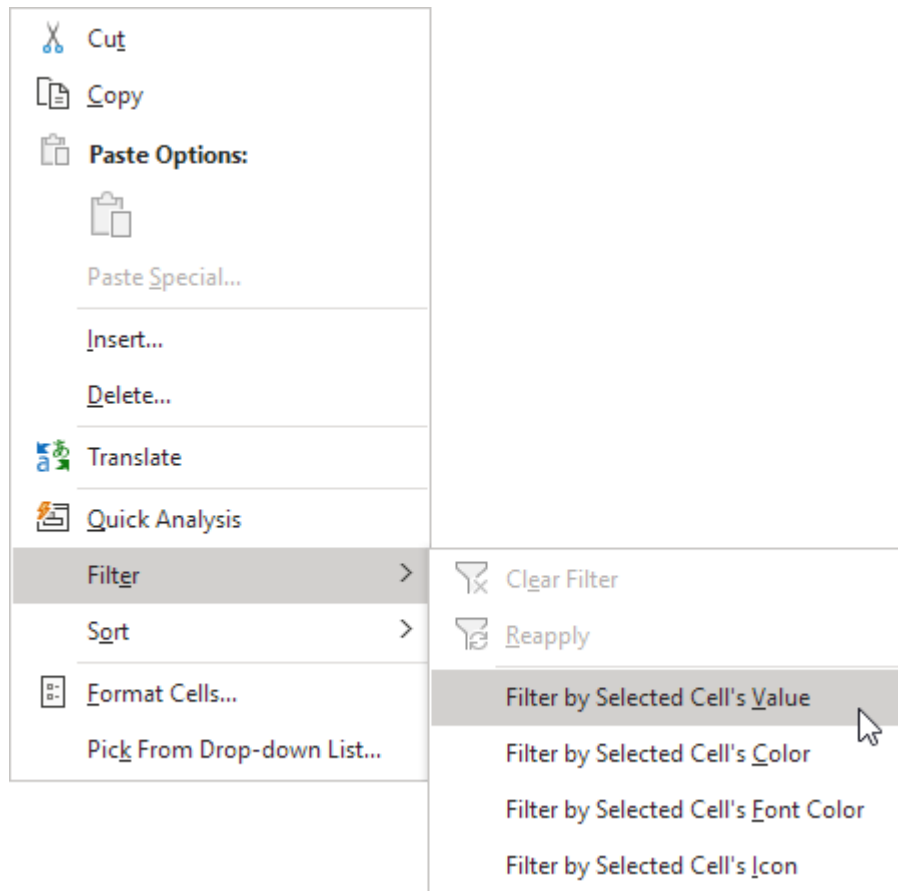 Cut
Copy
Paste Options:
Paste Special...
Insert...
Delete...
Translate
Quick Analysis
Filter
Sort
Format Cells...
Pick From Drop-down List...
Clear Filter
Reapply
Filter by Selected Cell's Value
Filter by Selected Cell's Color
Filter by Selected Cell's Font Color
Filter by Selected Cell's Icon